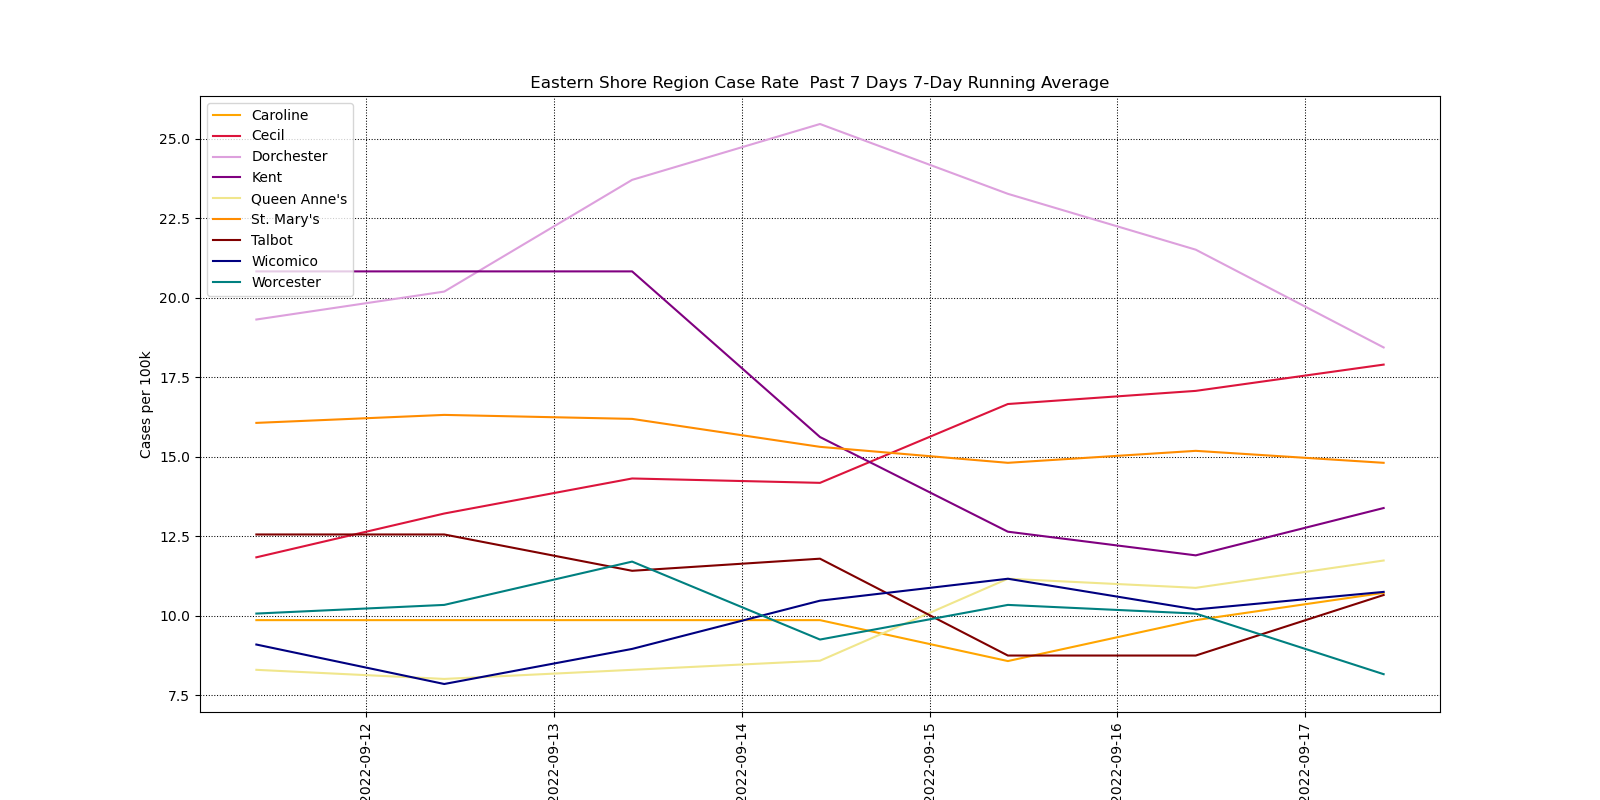 Eastern Shore Region Case Rate  Past 7 Days 7-Day Running Average
Caroline
Cecil
Dorchester
Kent
Queen Anne's
St. Mary's
Talbot
Wicomico
Worcester
Cases per 100k
25.0
22.5
20.0
17.5
15.0
12.5
10.0
7.5
2022-09-12
2022-09-13
2022-09-14
2022-09-15
2022-09-16
2022-09-17